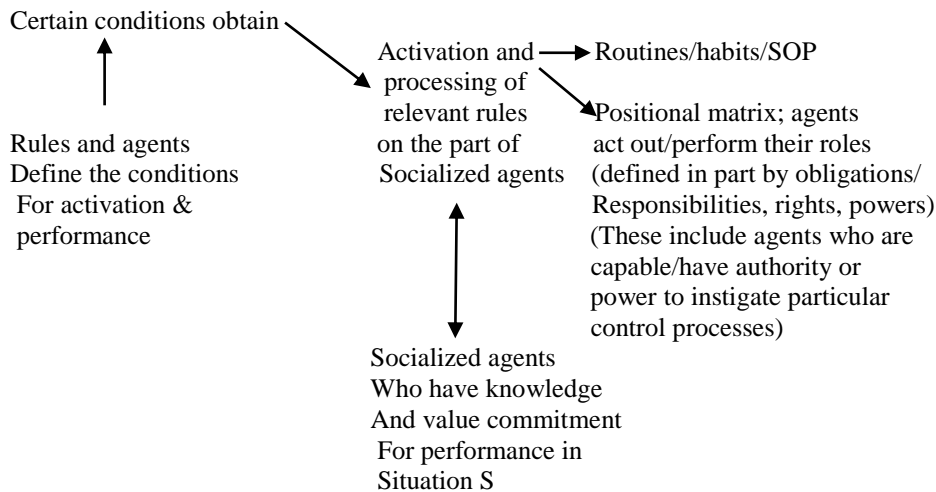 Certain conditions obtain
Activation and
processing of
relevant rules
on the part of
Socialized agents
Routines/habits/SOP
Rules and agents
Define the conditions
For activation &
performance
Positional matrix; agents
act out/perform their roles
(defined in part by obligations/
Responsibilities, rights, powers)
(These include agents who are
capable/have authority or
power to instigate particular
control processes)
Socialized agents
Who have knowledge
And value commitment
For performance in
Situation S